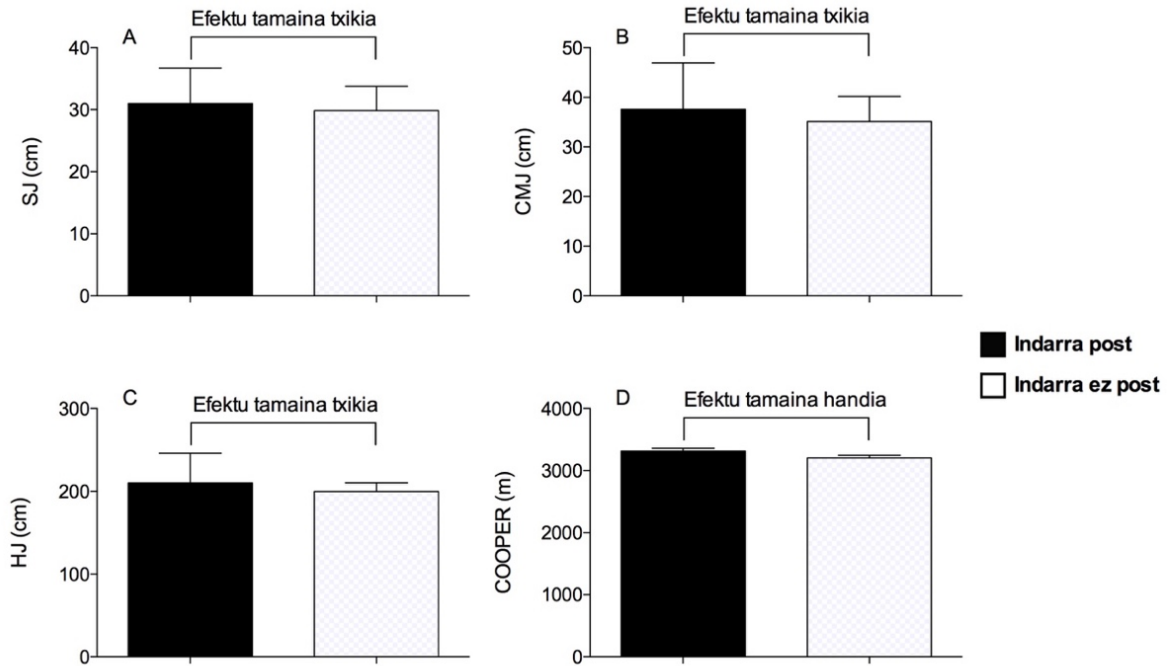 A
Efektu tamaina txikia
SJ (cm)
40
30
20
10
0
B
Efektu tamaina txikia
CMJ (cm)
50
40
30
20
10
0
Indarra post
Indarra ez post
C
Efektu tamaina txikia
HJ (cm)
300
200
100
0
D
Efektu tamaina handia
COOPER (m)
4000
3000
2000
1000
0